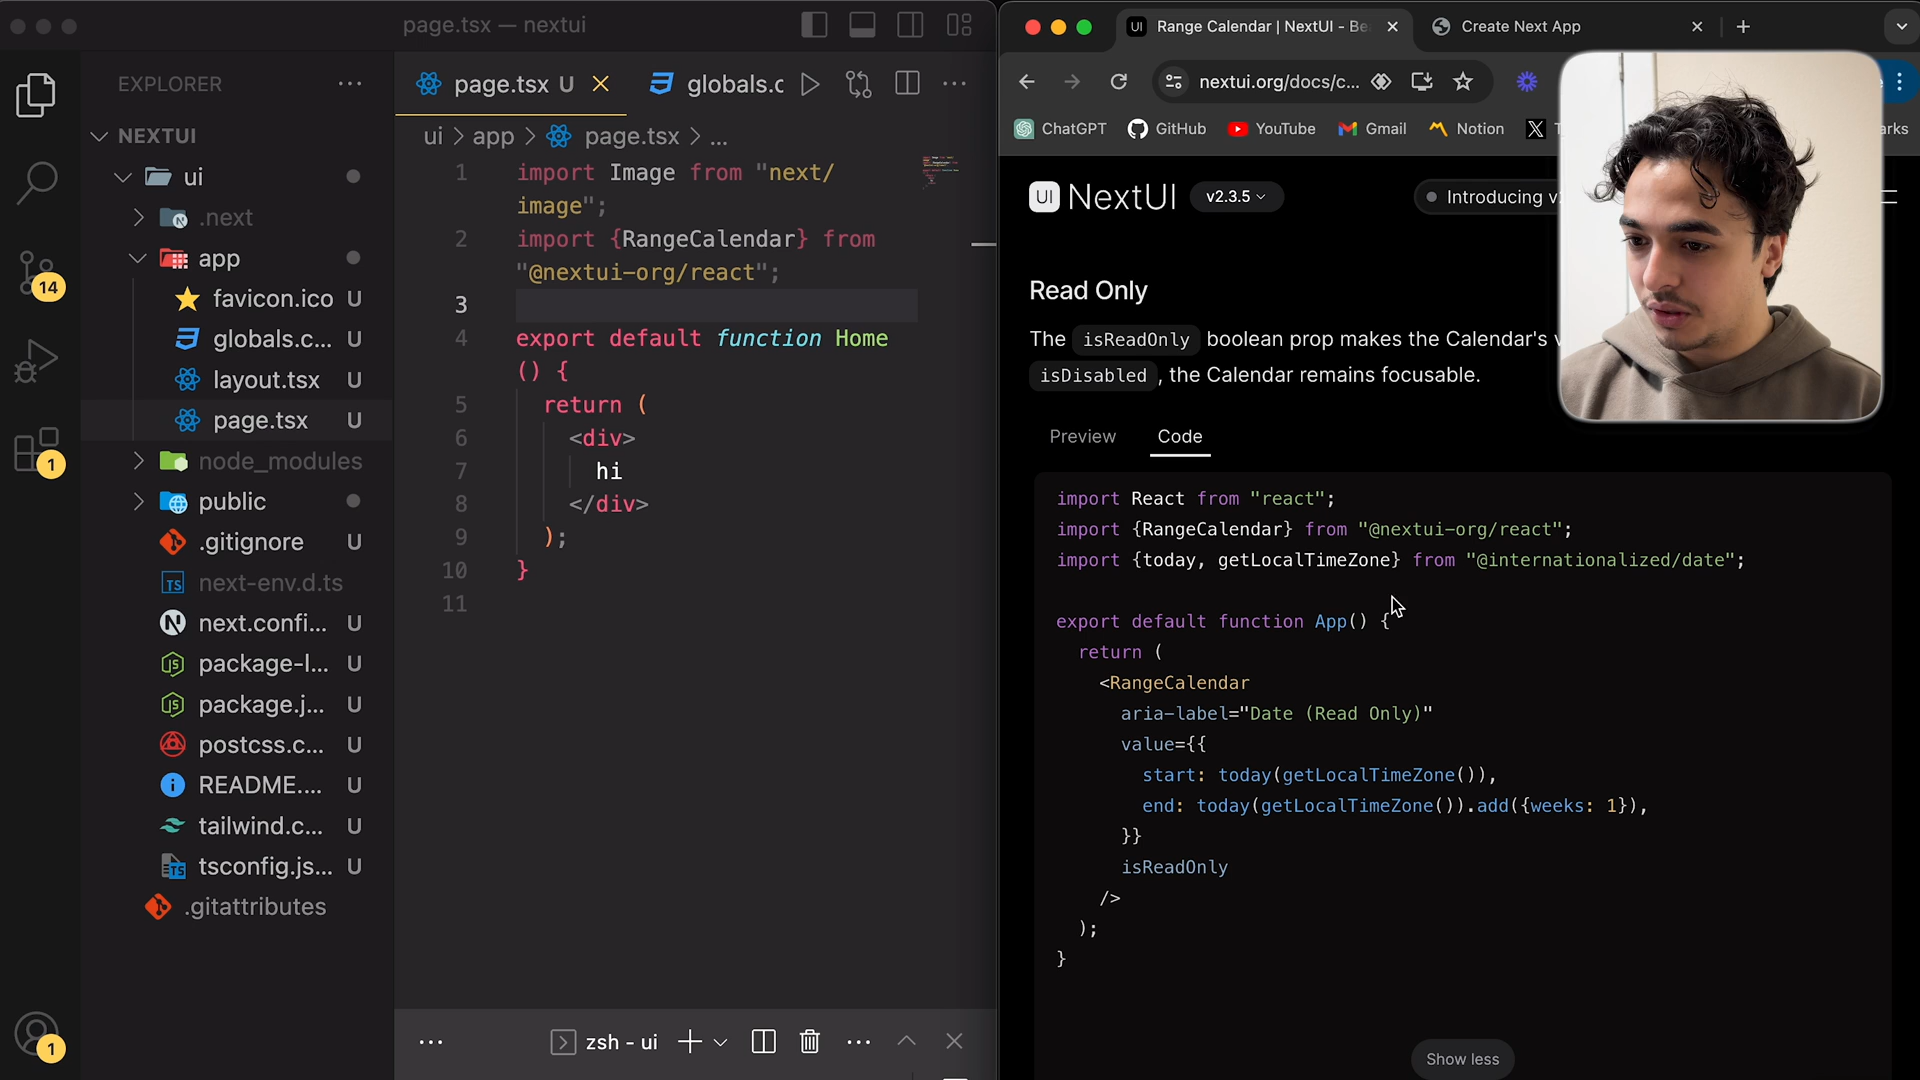 page.tsx — nextui
EXPLORER
NEXTUI
ui
.next
app
favicon.ico U
globals.c... U
layout.tsx U
page.tsx U
node_modules
public
.gitignore U
next-env.d.ts
next.confi... U
package-l... U
package.j... U
postcss.c... U
README.... U
tailwind.c... U
tsconfig.js... U
.gitattributes
14
1
1
page.tsx U
globals.c
ui > app > page.tsx > ...
1 import Image from "next/
image";
2 import {RangeCalendar} from
"@nextui-org/react";
3
4 export default function Home
() {
5 return (
6 <div>
7 hi
8 </div>
9 );
10 }
11
zsh - ui
Range Calendar | NextUI - Be
Create Next App
nextui.org/docs/c...
ChatGPT
GitHub
YouTube
Gmail
Notion
arks
UI NextUI
v2.3.5
Introducing v
Read Only
The isReadOnly boolean prop makes the Calendar's v
isDisabled , the Calendar remains focusable.
Preview
Code
import React from "react";
import {RangeCalendar} from "@nextui-org/react";
import {today, getLocalTimeZone} from "@internationalized/date";
export default function App() {
return (
<RangeCalendar
aria-label="Date (Read Only)"
value={{
start: today(getLocalTimeZone()),
end: today(getLocalTimeZone()).add({weeks: 1}),
}}
isReadOnly
/>
);
}
Show less